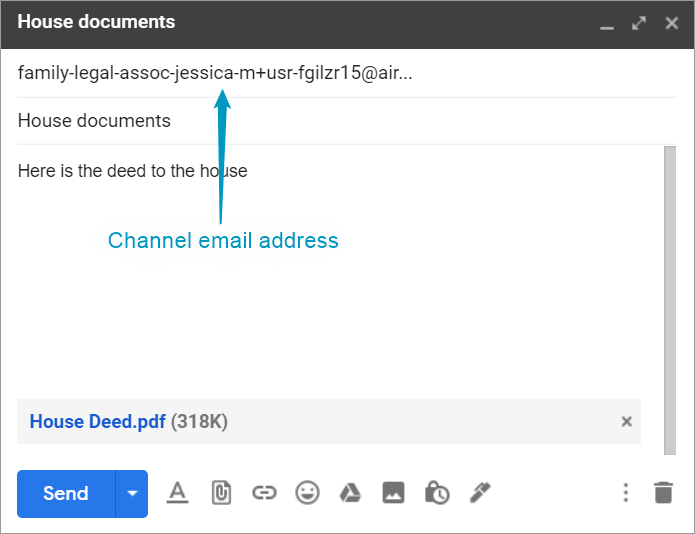 House documents
family-legal-assoc-jessica-m+usr-fgilzr15@air...
House documents
Here is the deed to the house
Channel email address
House Deed.pdf (318K)
Send